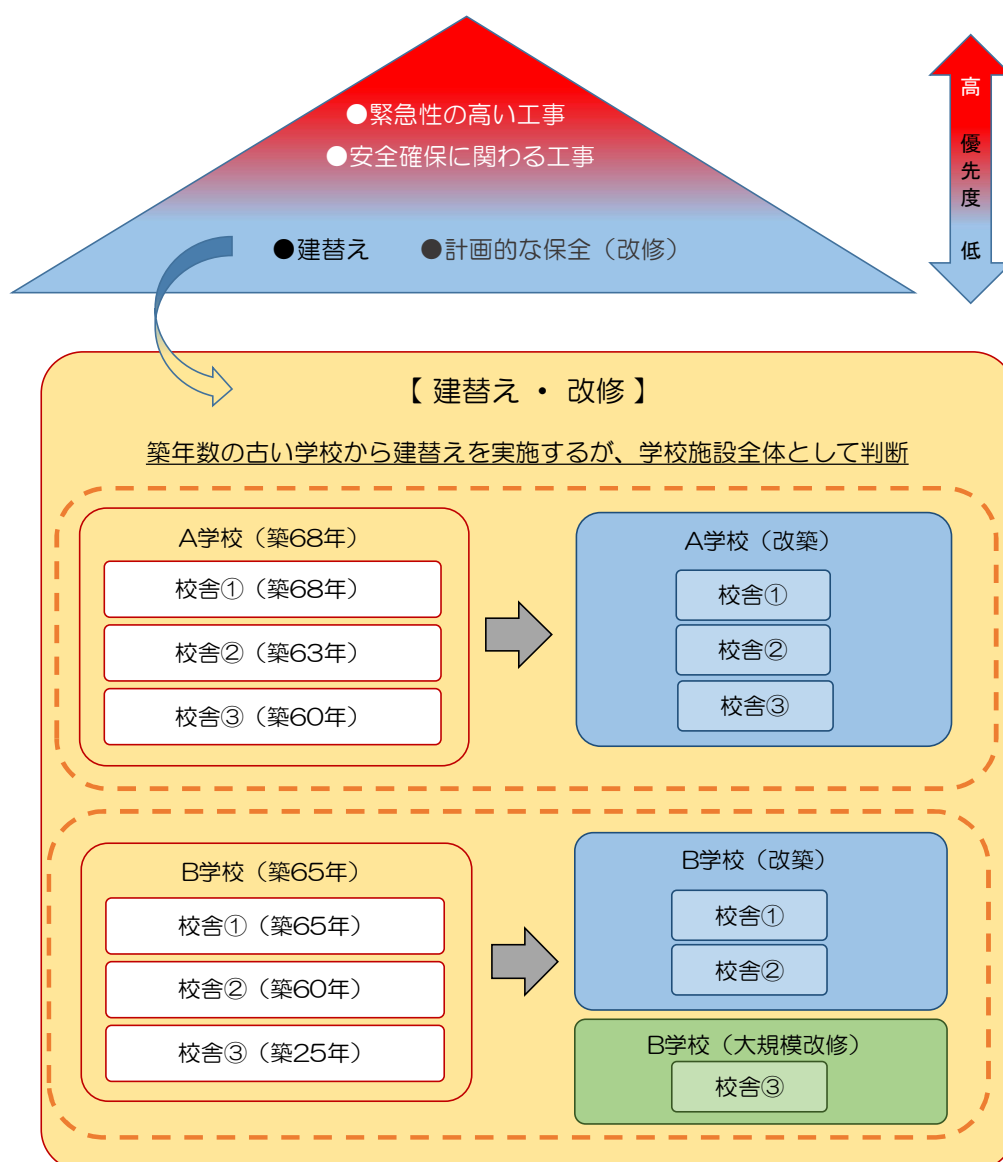 ●緊急性の高い工事
●安全確保に関わる工事
●建替え ●計画的な保全（改修）
高
優先度
低
【 建替え ・ 改修 】
築年数の古い学校から建替えを実施するが、学校施設全体として判断
A学校（築68年）
校舎①（築68年）
校舎②（築63年）
校舎③（築60年）
A学校（改築）
校舎①
校舎②
校舎③
B学校（築65年）
校舎①（築65年）
校舎②（築60年）
校舎③（築25年）
B学校（改築）
校舎①
校舎②
B学校（大規模改修）
校舎③